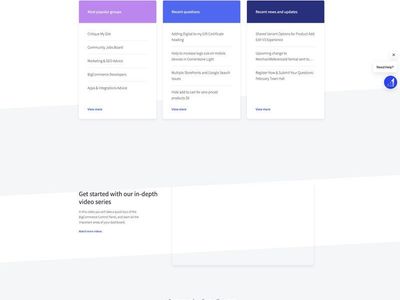 Most popular groups
Critique My Site
Community Jobs Board
Marketing & SEO Advice
BigCommerce Developers
Apps & Integrations Advice
View more
Recent questions
Adding Digital to my Gift Certificate
heading
Help to increase logo size on mobile
devices in Cornerstone Light
Multiple Storefronts and Google Search
Issues
Hide add to cart for zero priced
products $0
View more
Recent news and updates
Shared Variant Options for Product Add
Edit V3 Experience
Upcoming change to
format sent to...
Register Now & Submit Your Questions:
February Town Hall
View more
Need Help?
Get started with our in-depth
video series
In this video you will take a quick tour of the
BigCommerce Control Panel, and learn all the
important areas of your dashboard.
Watch more videos